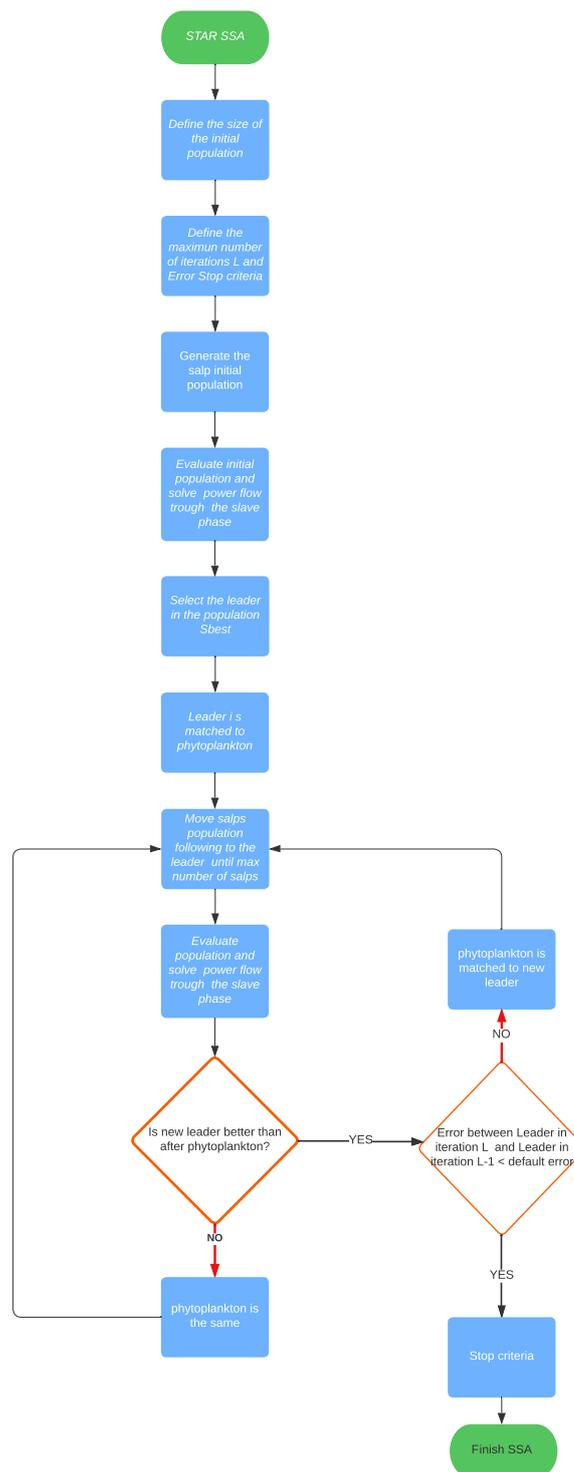 STAR SSA
Define the size of
the initial
population
Define the
maximun number
of iterations L and
Error Stop criteria
Generate the
salp initial
population
Evaluate initial
population and
solve power flow
trough the slave
phase
Select the leader
in the population
Sbest
Leader i s
matched to
phytoplankton
Move salps
population
following to the
leader until max
number of salps
Evaluate
population and
solve power flow
trough the slave
phase
phytoplankton is
matched to new
leader
NO
Is new leader better than
after phytoplankton?
YES
Error between Leader in
iteration L and Leader in
iteration L-1 < default error
NO
phytoplankton is
the same
YES
Stop criteria
Finish SSA